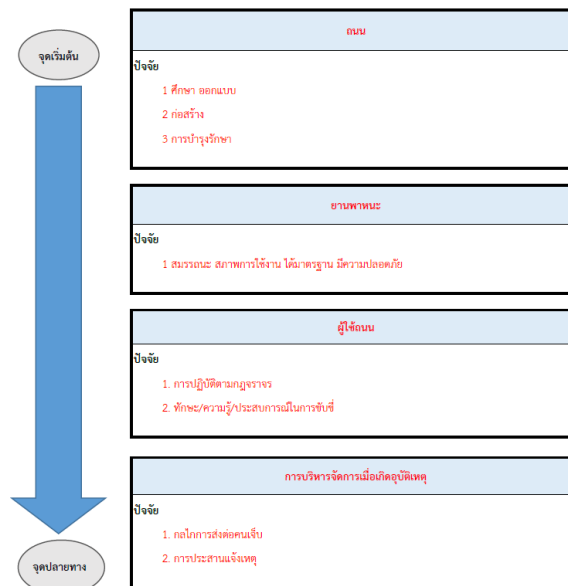 จุดเริ่มต้น
ถนน
ปัจจัย
1 ศึกษา ออกแบบ
2 ก่อสร้าง
3 การบำรุงรักษา
ยานพาหนะ
ปัจจัย
1 สมรรถนะ สภาพการใช้งาน ได้มาตรฐาน มีความปลอดภัย
ผู้ใช้ถนน
ปัจจัย
1. การปฏิบัติตามกฎจราจร
2. ทักษะ/ความรู้/ประสบการณ์ในการขับขี่
การบริหารจัดการเมื่อเกิดอุบัติเหตุ
ปัจจัย
1. กลไกการส่งต่อคนเจ็บ
2. การประสานแจ้งเหตุ
จุดปลายทาง